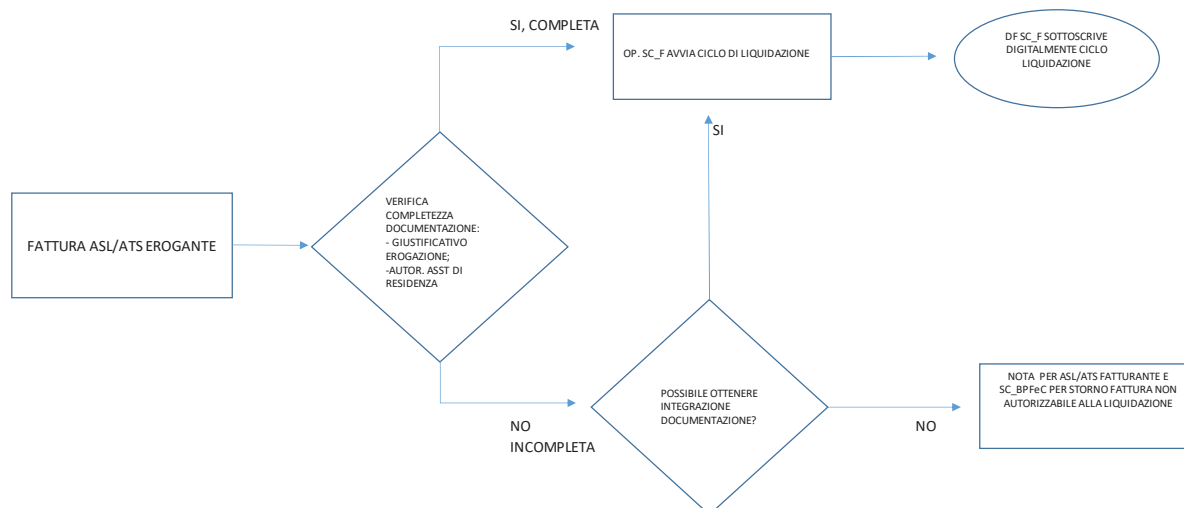 SI, COMPLETA
OP. SC_F AVVIA CICLO DI LIQUIDAZIONE
DF SC_F SOTTOSCRIVE
DIGITALMENTE CICLO
LIQUIDAZIONE
SI
FATTURA ASL/ATS EROGANTE
VERIFICA
COMPLETEZZA
DOCUMENTAZIONE:
- GIUSTIFICATIVO
EROGAZIONE;
-AUTOR. ASST DI
RESIDENZA
NO
INCOMPLETA
POSSIBILE OTTENERE
INTEGRAZIONE
DOCUMENTAZIONE?
NO
NOTA PER ASL/ATS FATTURANTE E
SC_BPFeC PER STORNO FATTURA NON
AUTORIZZABILE ALLA LIQUIDAZIONE